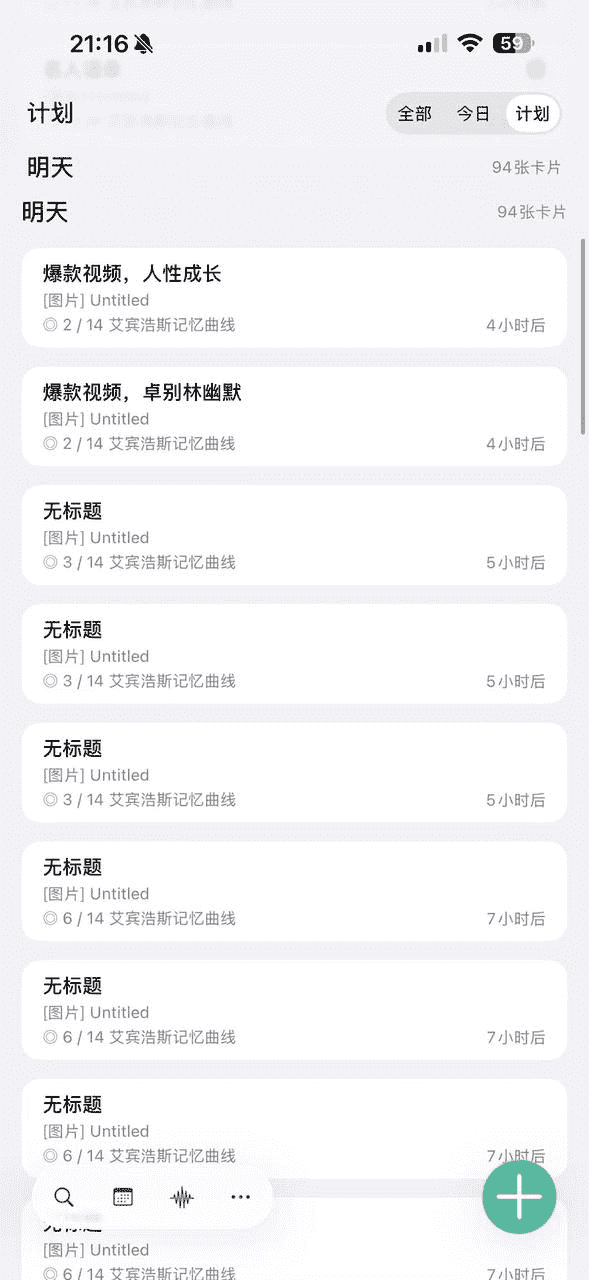 21:16 59
计划 全部 今日 计划
明天 94张卡片
明天 94张卡片
爆款视频，人性成长
[图片] Untitled
◎ 2 / 14 艾宾浩斯记忆曲线 4小时后
爆款视频，卓别林幽默
[图片] Untitled
◎ 2 / 14 艾宾浩斯记忆曲线 4小时后
无标题
[图片] Untitled
◎ 3 / 14 艾宾浩斯记忆曲线 5小时后
无标题
[图片] Untitled
◎ 3 / 14 艾宾浩斯记忆曲线 5小时后
无标题
[图片] Untitled
◎ 3 / 14 艾宾浩斯记忆曲线 5小时后
无标题
[图片] Untitled
◎ 6 / 14 艾宾浩斯记忆曲线 7小时后
无标题
[图片] Untitled
◎ 6 / 14 艾宾浩斯记忆曲线 7小时后
无标题
[图片] Untitled
◎ 6 / 14 艾宾浩斯记忆曲线 7小时后
无标题
[图片] Untitled
◎ 6 / 14 艾宾浩斯记忆曲线 7小时后